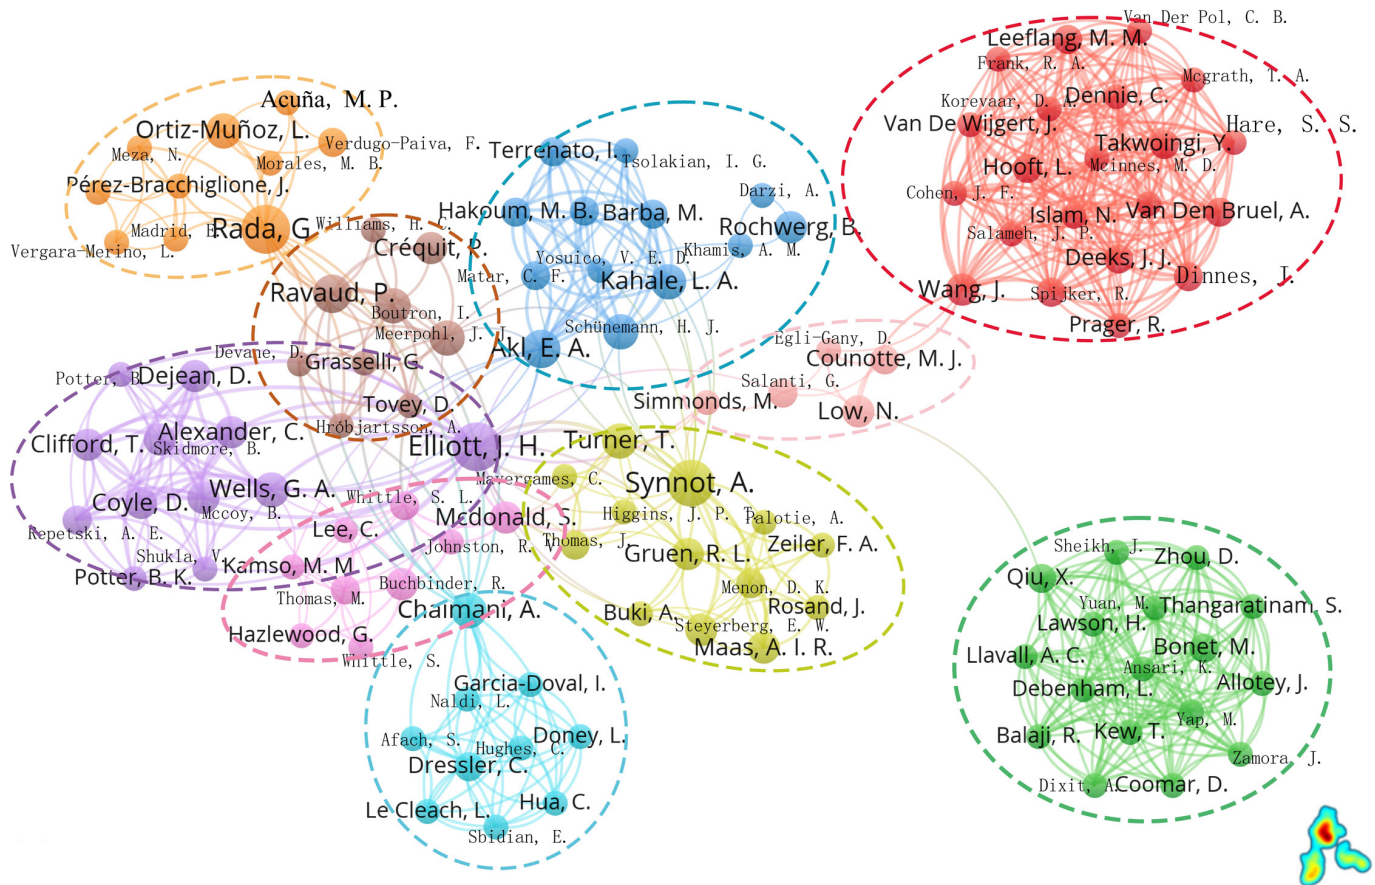 Van Der Pol, C. B.
Leeflang, M. M.
Frank, R. A.
Mcgrath, T. A.
Dennie, C.
Korevaar, D. A.
Van De Wijgert, J.
Hare, S. S.
Takwoingi, Y.
Mcinnes, M. D.
Hooft, L.
Cohen, J. F.
Islam, N.
Van Den Bruel, A.
Salameh, J. P.
Deeks, J. J.
Dinnes, J.
Wang, J.
Spijker, R.
Prager, R.
Acuña, M. P.
Ortiz-Muñoz, L.
Verdugo-Paiva, F.
Meza, N.
Morales, M. B.
Pérez-Bracchiglione, J.
Rada, G
Madrid, E.
Vergara-Merino, L.
Terrenato, I.
Tsolakian, I. G.
Darzi, A.
Hakoum, M. B.
Barba, M.
Rochwerg, B.
Khamis, A. M.
Yosuico, V. E. D.
Matar, C. F.
Kahale, L. A.
Schünemann, H. J.
Akl, E. A.
Williams, H. C.
Créquit, P.
Ravaud, P.
Boutron, I.
Meerpohl, J. J.
Devane, D.
Grasselli, G
Tovey, D.
Hróbjartsson, A.
Egli-Gany, D.
Counotte, M. J.
Salanti, G.
Simmonds, M.
Low, N.
Potter, B.
Dejean, D.
Clifford, T.
Alexander, C.
Skidmore, B.
Elliott, J. H.
Wells, G. A.
Coyle, D.
Mccoy, B.
Repetski, A. E.
Shukla, V.
Potter, B. K.
Whittle, S. L.
Mcdonald, S.
Lee, C.
Johnston, R.
Kamso, M. M
Buchbinder, R.
Thomas, M.
Hazlewood, G.
Whittle, S.
Turner, T.
Mavergames, C.
Synnot, A.
Higgins, J. P. T.
Palotie, A.
Thomas, J.
Gruen, R. L.
Zeiler, F. A.
Menon, D. K.
Buki, A.
Rosand, J.
Steyerberg, E. W.
Maas, A. I. R.
Chaimani, A.
Garcia-Doval, I.
Naldi, L.
Afach, S.
Hughes, C.
Doney, L.
Dressler, C.
Le Cleach, L.
Hua, C.
Sbidian, E.
Sheikh, J.
Zhou, D.
Qiu, X.
Yuan, M.
Thangaratinam, S.
Lawson, H.
Bonet, M.
Llavall, A. C.
Ansari, K.
Debenham, L.
Allotey, J.
Yap, M.
Balaji, R.
Kew, T.
Zamora, J.
Dixit, A.
Coomar, D.